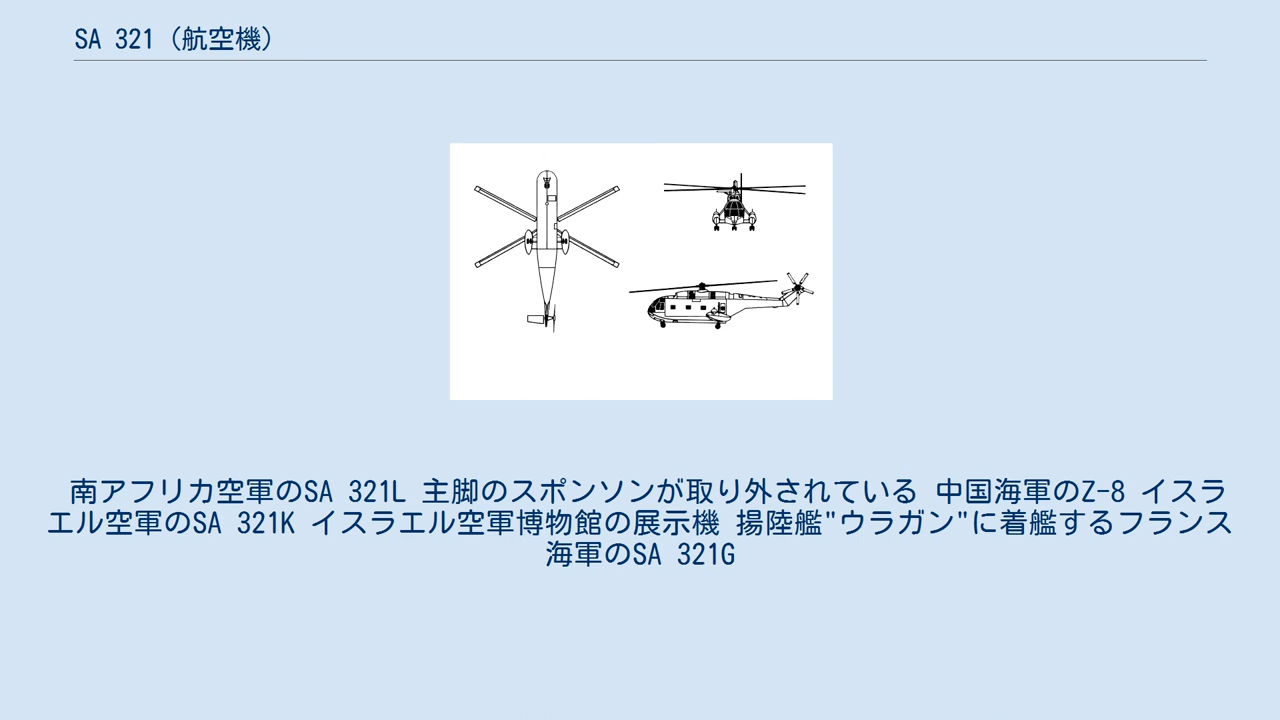 SA 321（航空機）
南アフリカ空軍のSA 321L 主脚のスポンソンが取り外されている 中国海軍のZ-8 イスラ
エル空軍のSA 321K イスラエル空軍博物館の展示機 揚陸艦"ウラガン"に着艦するフランス
海軍のSA 321G